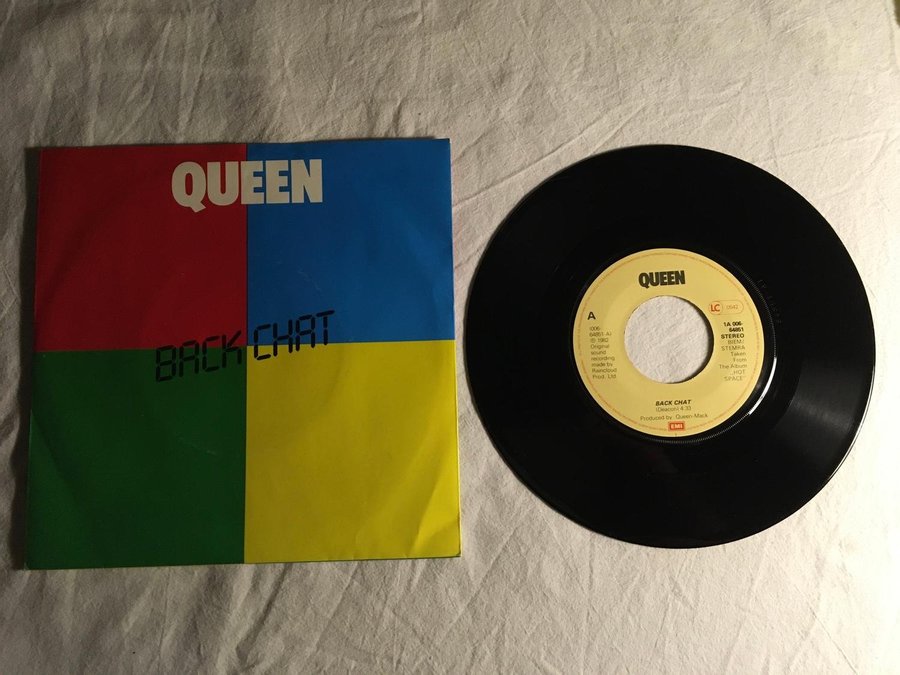 QUEEN
BACK CHAT
QUEEN
A
(006-
64851-A)
℗ 1982
Original
sound
recording
made by
Raincloud
Prod. Ltd.
LC 0542
1A 006-
64851
STEREO
BIEM/
STEMRA
Taken
From
The Album
„HOT
SPACE"
BACK CHAT
(Deacon) 4.33
Produced by: Queen-Mack
EMI